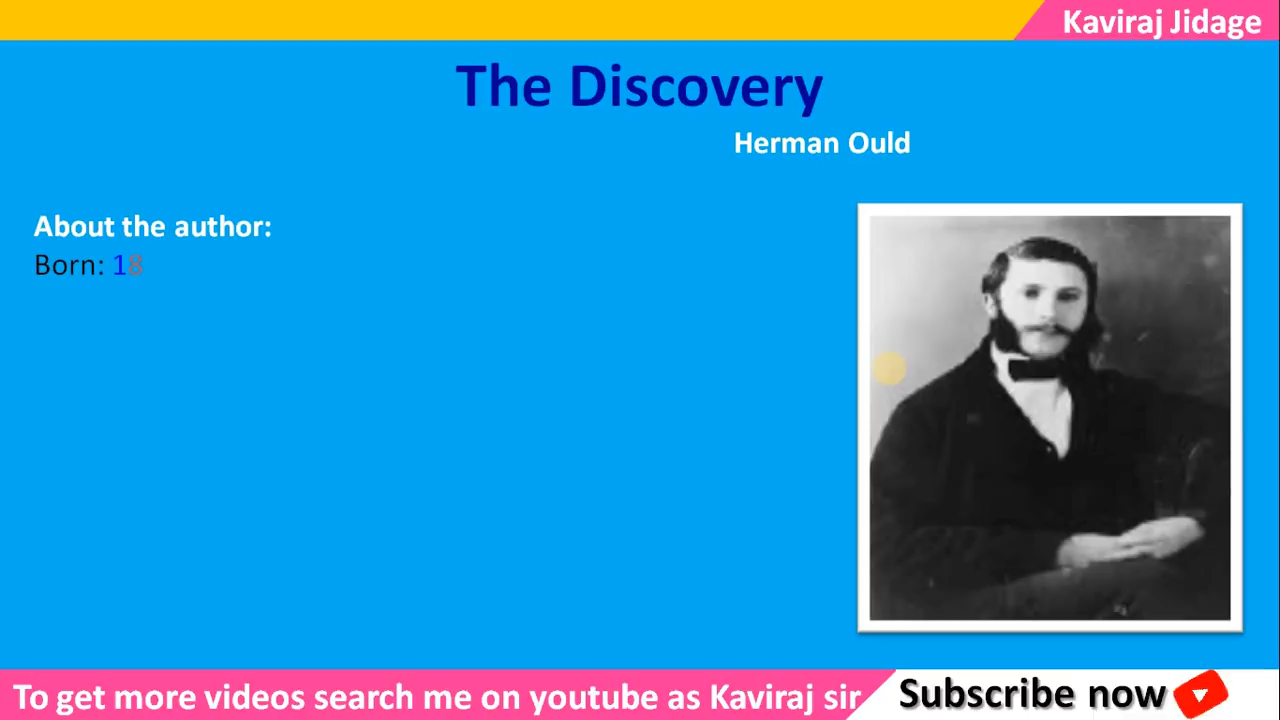 Kaviraj Jidage
The Discovery
Herman Ould
About the author:
Born: 18
To get more videos search me on youtube as Kaviraj sir
Subscribe now